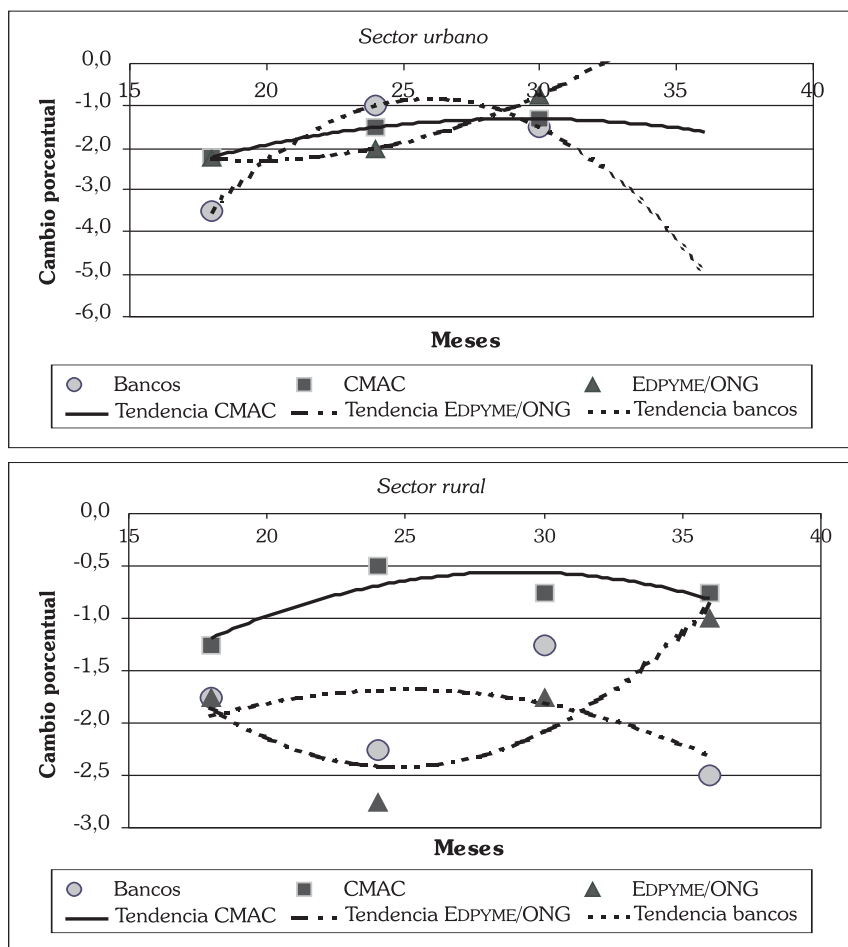 Sector urbano
0,0
15 20 25 30 35 40
-1,0
-2,0
-3,0
-4,0
-5,0
-6,0
Cambio porcentual
Meses
Bancos CMAC EDPYME/ONG
Tendencia CMAC Tendencia EDPYME/ONG Tendencia bancos
Sector rural
0,0
15 20 25 30 35 40
-0,5
-1,0
-1,5
-2,0
-2,5
-3,0
Cambio porcentual
Meses
Bancos CMAC EDPYME/ONG
Tendencia CMAC Tendencia EDPYME/ONG Tendencia bancos